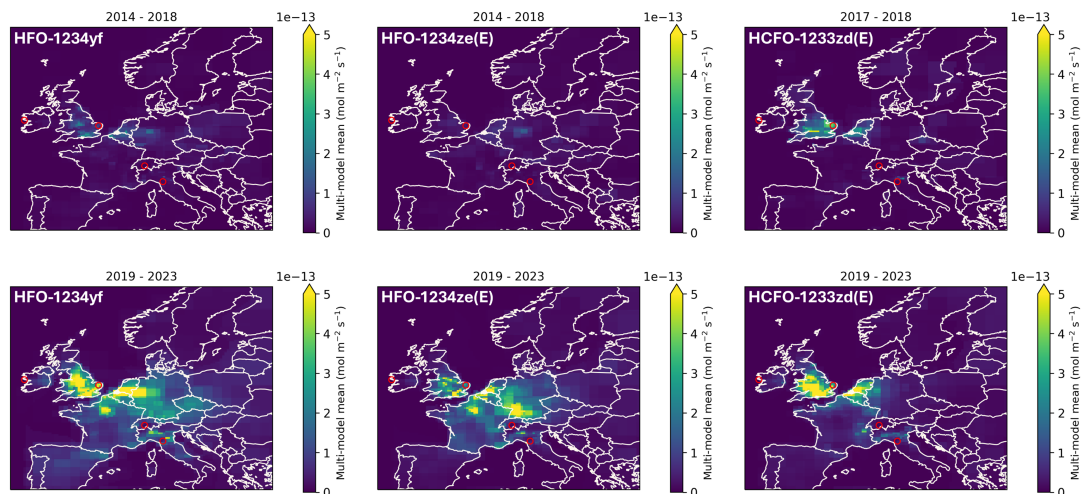 2014 - 2018
1e−13
HFO-1234yf
5
4
3
2
1
0
Multi-model mean (mol m⁻² s⁻¹)
2014 - 2018
1e−13
HFO-1234ze(E)
5
4
3
2
1
0
Multi-model mean (mol m⁻² s⁻¹)
2017 - 2018
1e−13
HCFO-1233zd(E)
5
4
3
2
1
0
Multi-model mean (mol m⁻² s⁻¹)
2019 - 2023
1e−13
HFO-1234yf
5
4
3
2
1
0
Multi-model mean (mol m⁻² s⁻¹)
2019 - 2023
1e−13
HFO-1234ze(E)
5
4
3
2
1
0
Multi-model mean (mol m⁻² s⁻¹)
2019 - 2023
1e−13
HCFO-1233zd(E)
5
4
3
2
1
0
Multi-model mean (mol m⁻² s⁻¹)